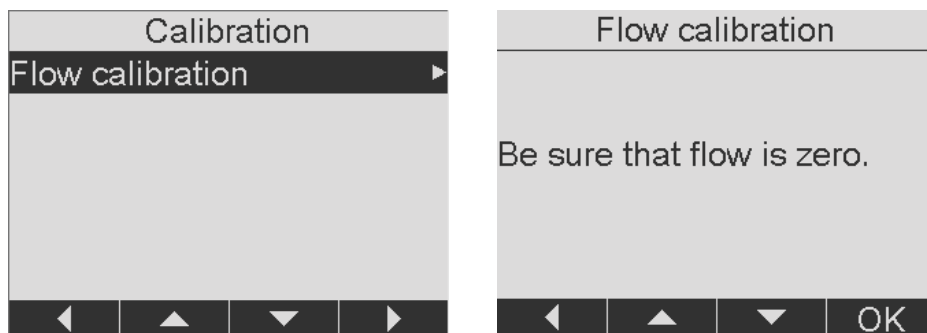 Calibration
Flow calibration
Flow calibration
Be sure that flow is zero.
OK